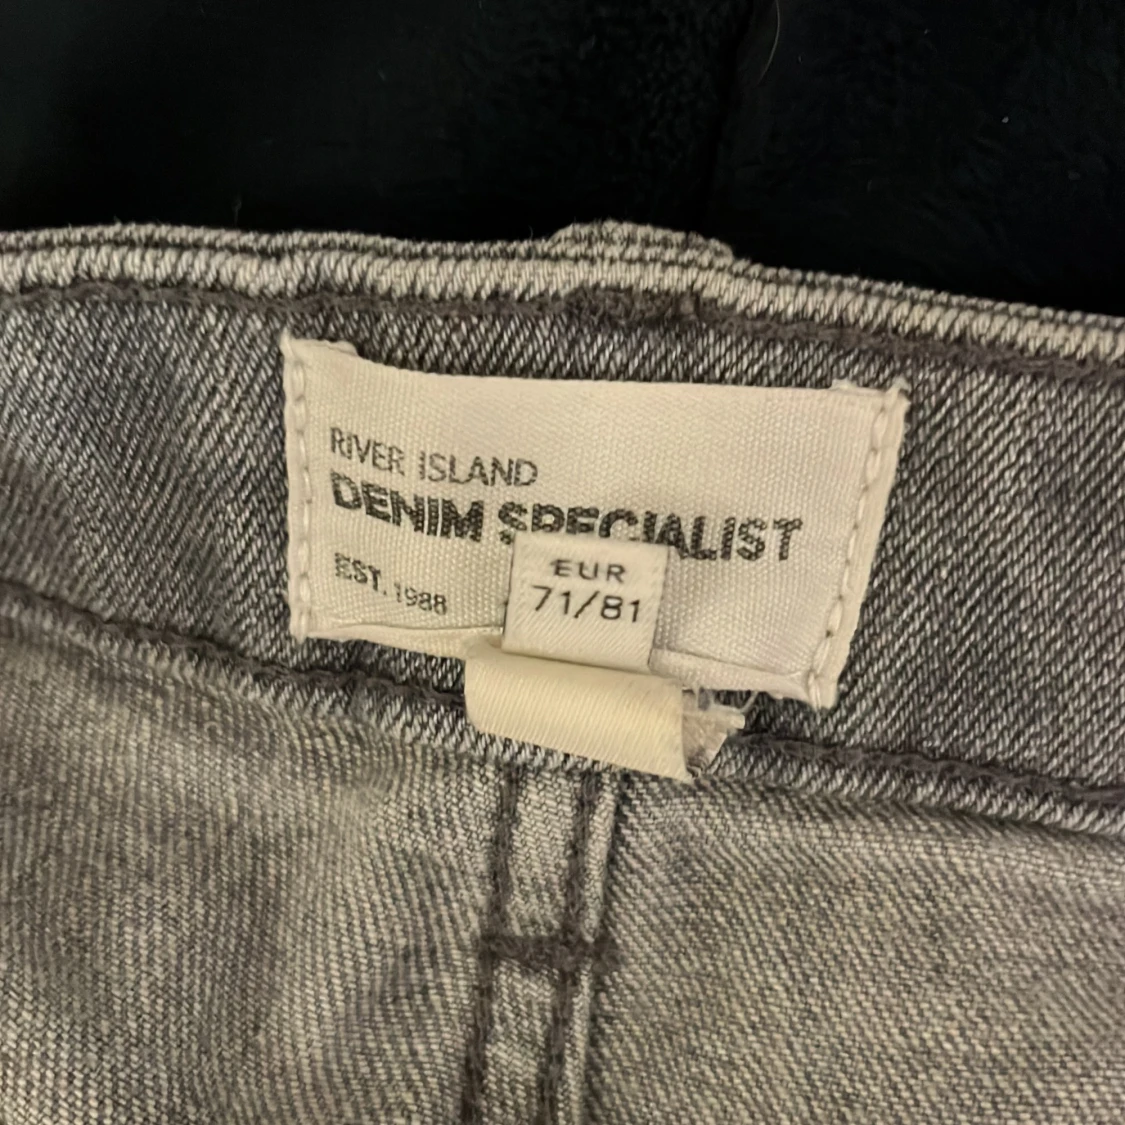 RIVER ISLAND
DENIM SPECIALIST
EST. 1988
EUR
71/81